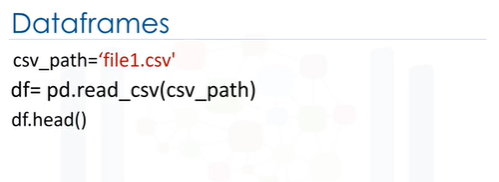 Dataframes
csv_path=‘file1.csv'
df= pd.read_csv(csv_path)
df.head()